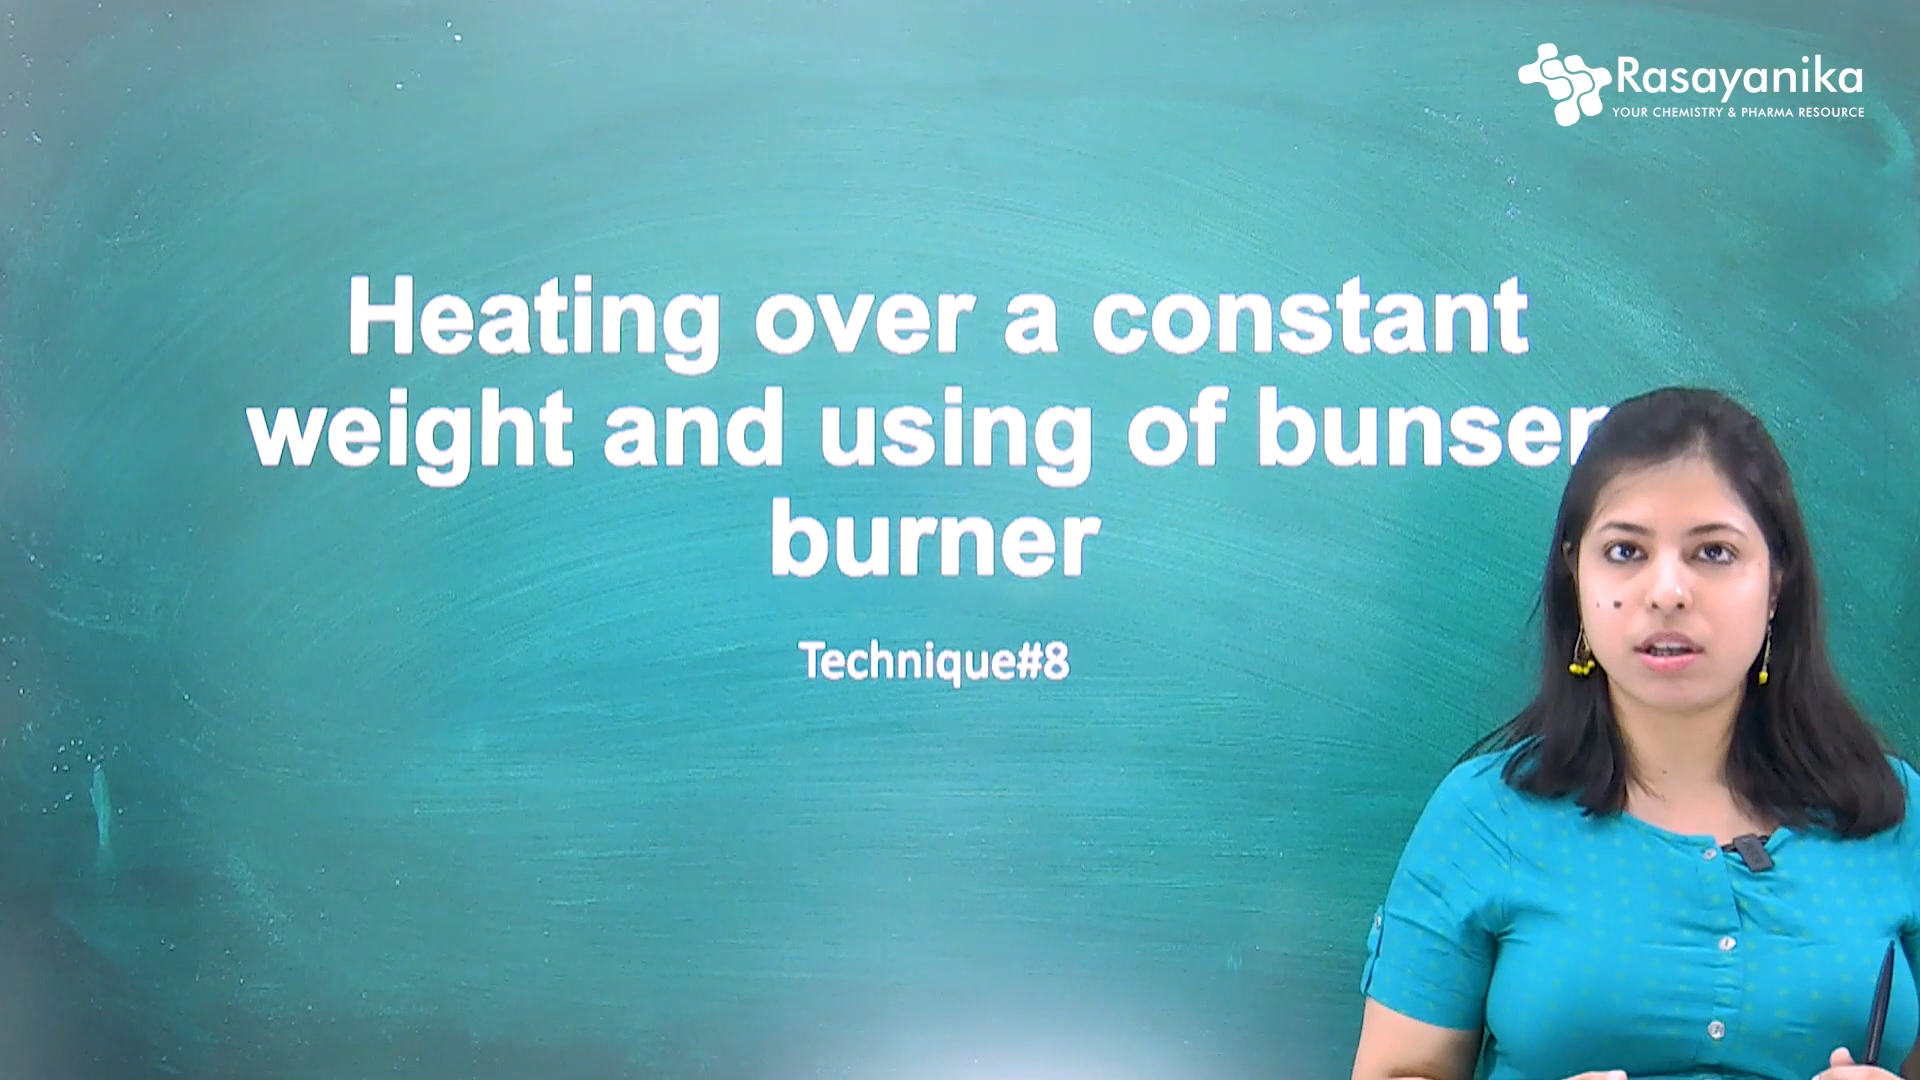 Rasayanika
YOUR CHEMISTRY & PHARMA RESOURCE
Heating over a constant
weight and using of bunsen
burner
Technique#8